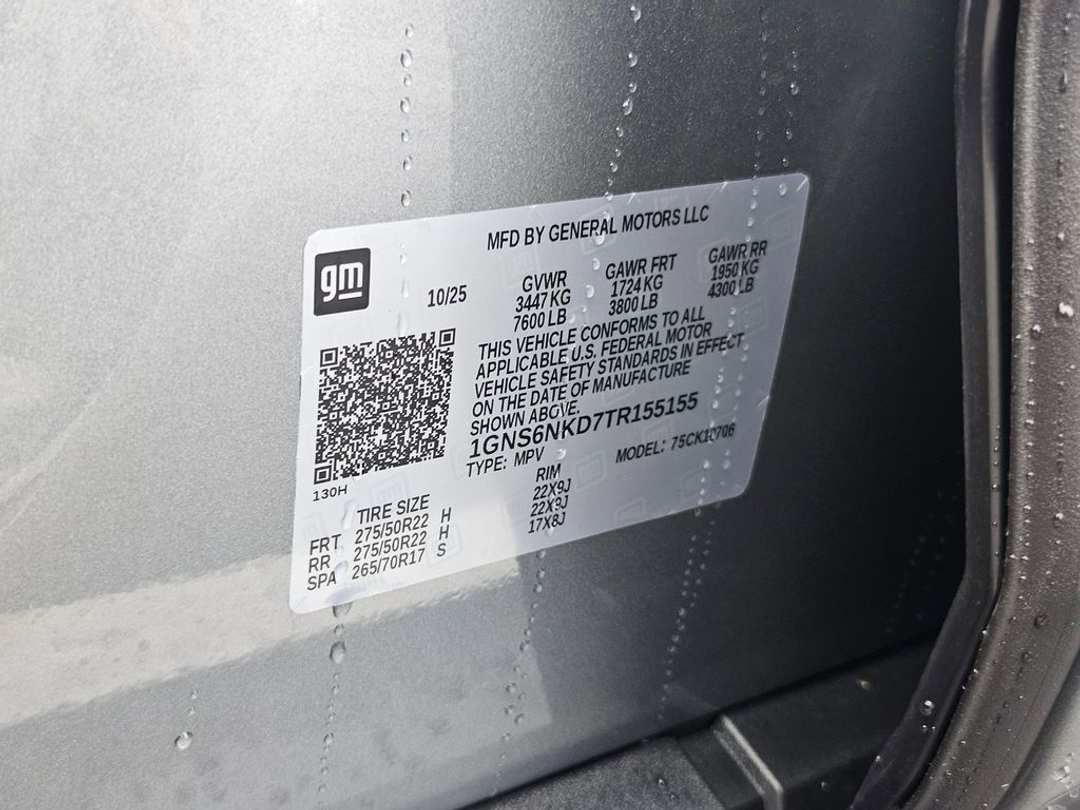 MFD BY GENERAL MOTORS LLC
gm
10/25
GVWR
3447 KG
7600 LB
GAWR FRT
1724 KG
3800 LB
GAWR RR
1950 KG
4300 LB
THIS VEHICLE CONFORMS TO ALL
APPLICABLE U.S. FEDERAL MOTOR
VEHICLE SAFETY STANDARDS IN EFFECT
ON THE DATE OF MANUFACTURE
SHOWN ABOVE.
1GNS6NKD7TR155155
TYPE: MPV
MODEL: 75CK10706
130H
TIRE SIZE
RIM
FRT 275/50R22 H 22X9J
RR 275/50R22 H 22X9J
SPA 265/70R17 S 17X8J